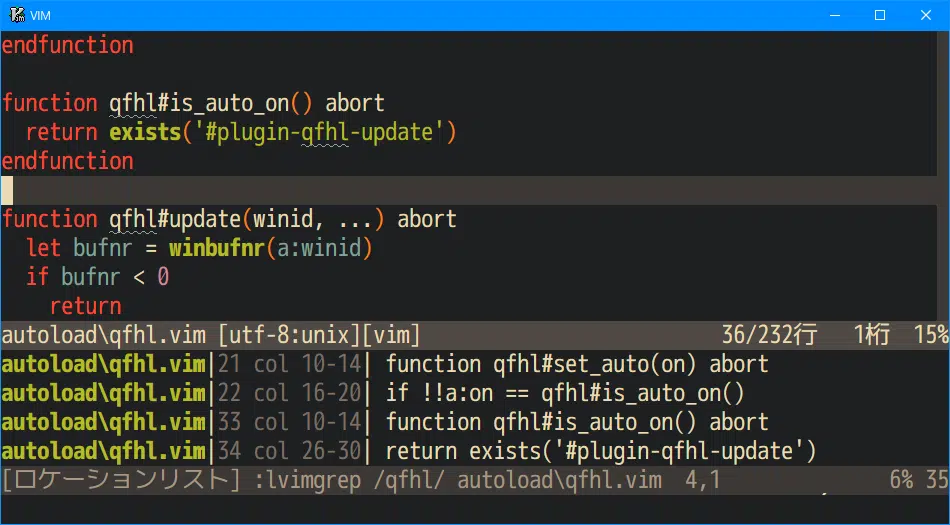 VIM
endfunction
function qfhl#is_auto_on() abort
  return exists('#plugin-qfhl-update')
endfunction
function qfhl#update(winid, ...) abort
  let bufnr = winbufnr(a:winid)
  if bufnr < 0
    return
autoload\qfhl.vim [utf-8:unix][vim] 36/232行 1桁 15%
autoload\qfhl.vim|21 col 10-14| function qfhl#set_auto(on) abort
autoload\qfhl.vim|22 col 16-20| if !!a:on == qfhl#is_auto_on()
autoload\qfhl.vim|33 col 10-14| function qfhl#is_auto_on() abort
autoload\qfhl.vim|34 col 26-30| return exists('#plugin-qfhl-update')
[ロケーションリスト] :lvimgrep /qfhl/ autoload\qfhl.vim 4,1 6% 35